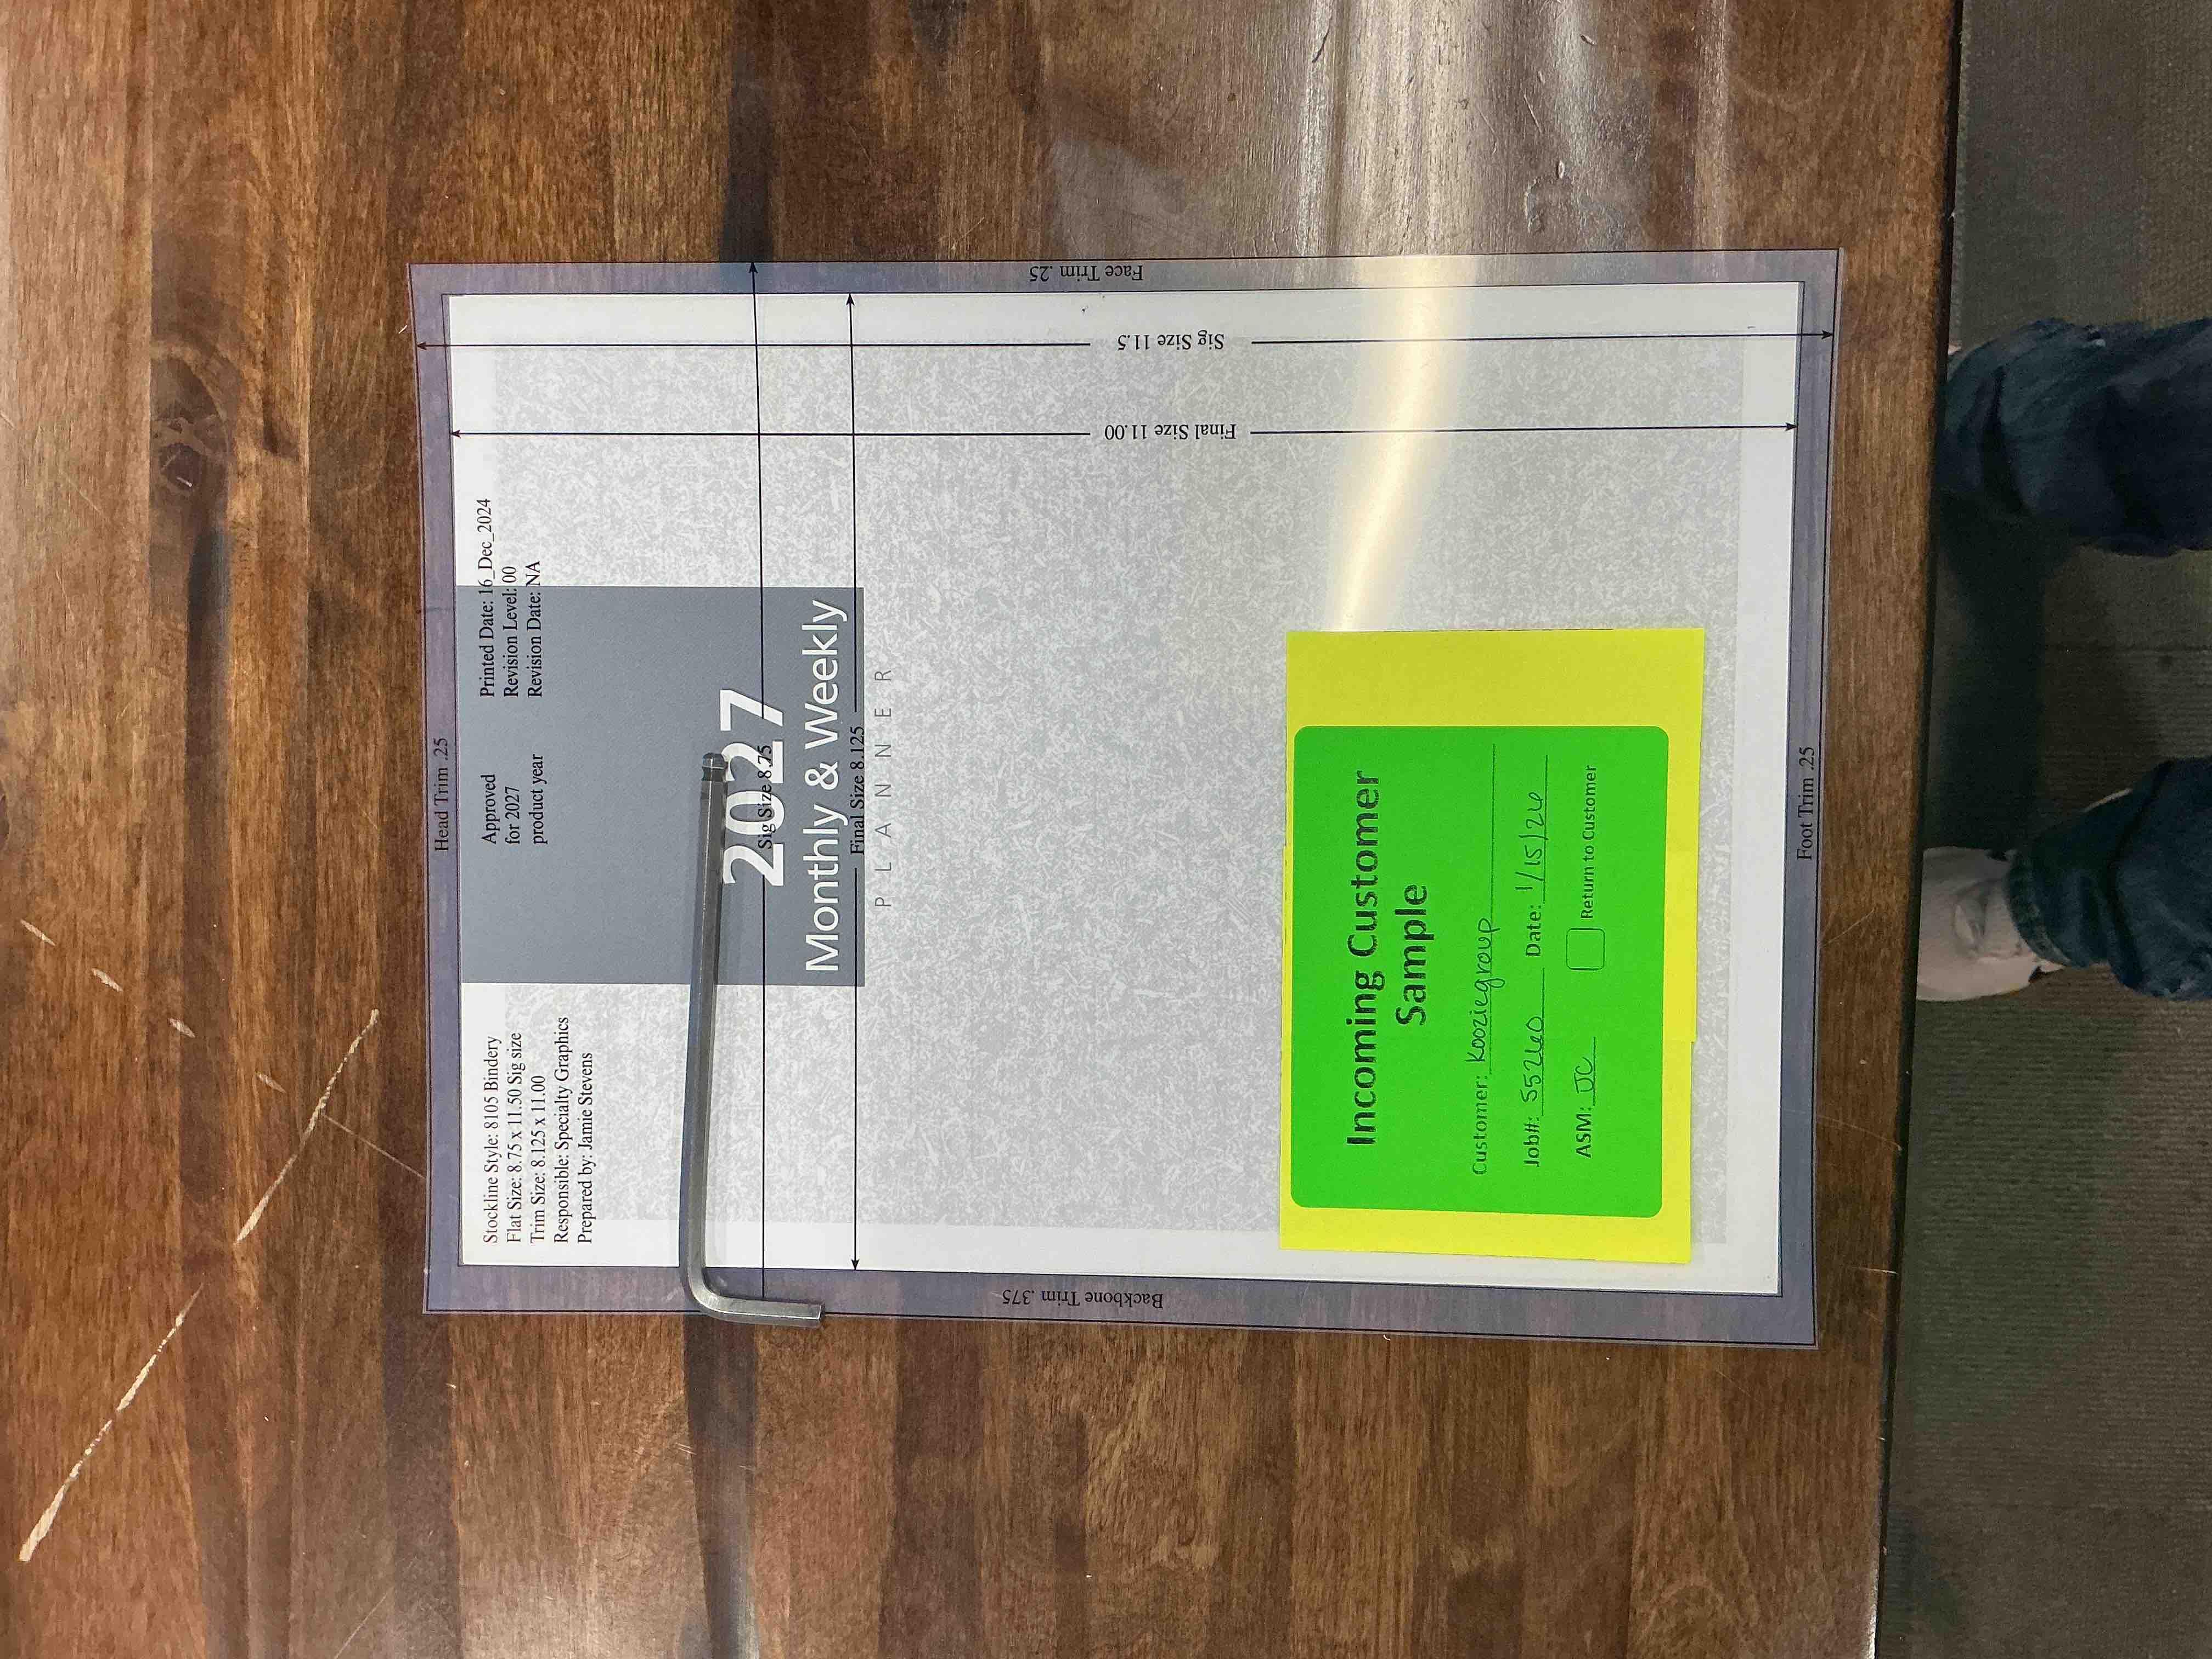 Head Trim .25
Stockline Style: 8105 Bindery
Flat Size: 8.75 x 11.50 Sig size
Trim Size: 8.125 x 11.00
Responsible: Specialty Graphics
Prepared by: Jamie Stevens
Approved
for 2027
product year
Printed Date: 16_Dec_2024
Revision Level: 00
Revision Date: NA
2027
Sig Size 8.75
Monthly & Weekly
Final Size 8.125
PLANNER
Final Size 11.00
Sig Size 11.5
Face Trim .25
Backbone Trim .375
Incoming Customer
Sample
Customer: Kooziegroup
Job#: 55260 Date: 1/15/26
ASM: JC Return to Customer
Foot Trim .25